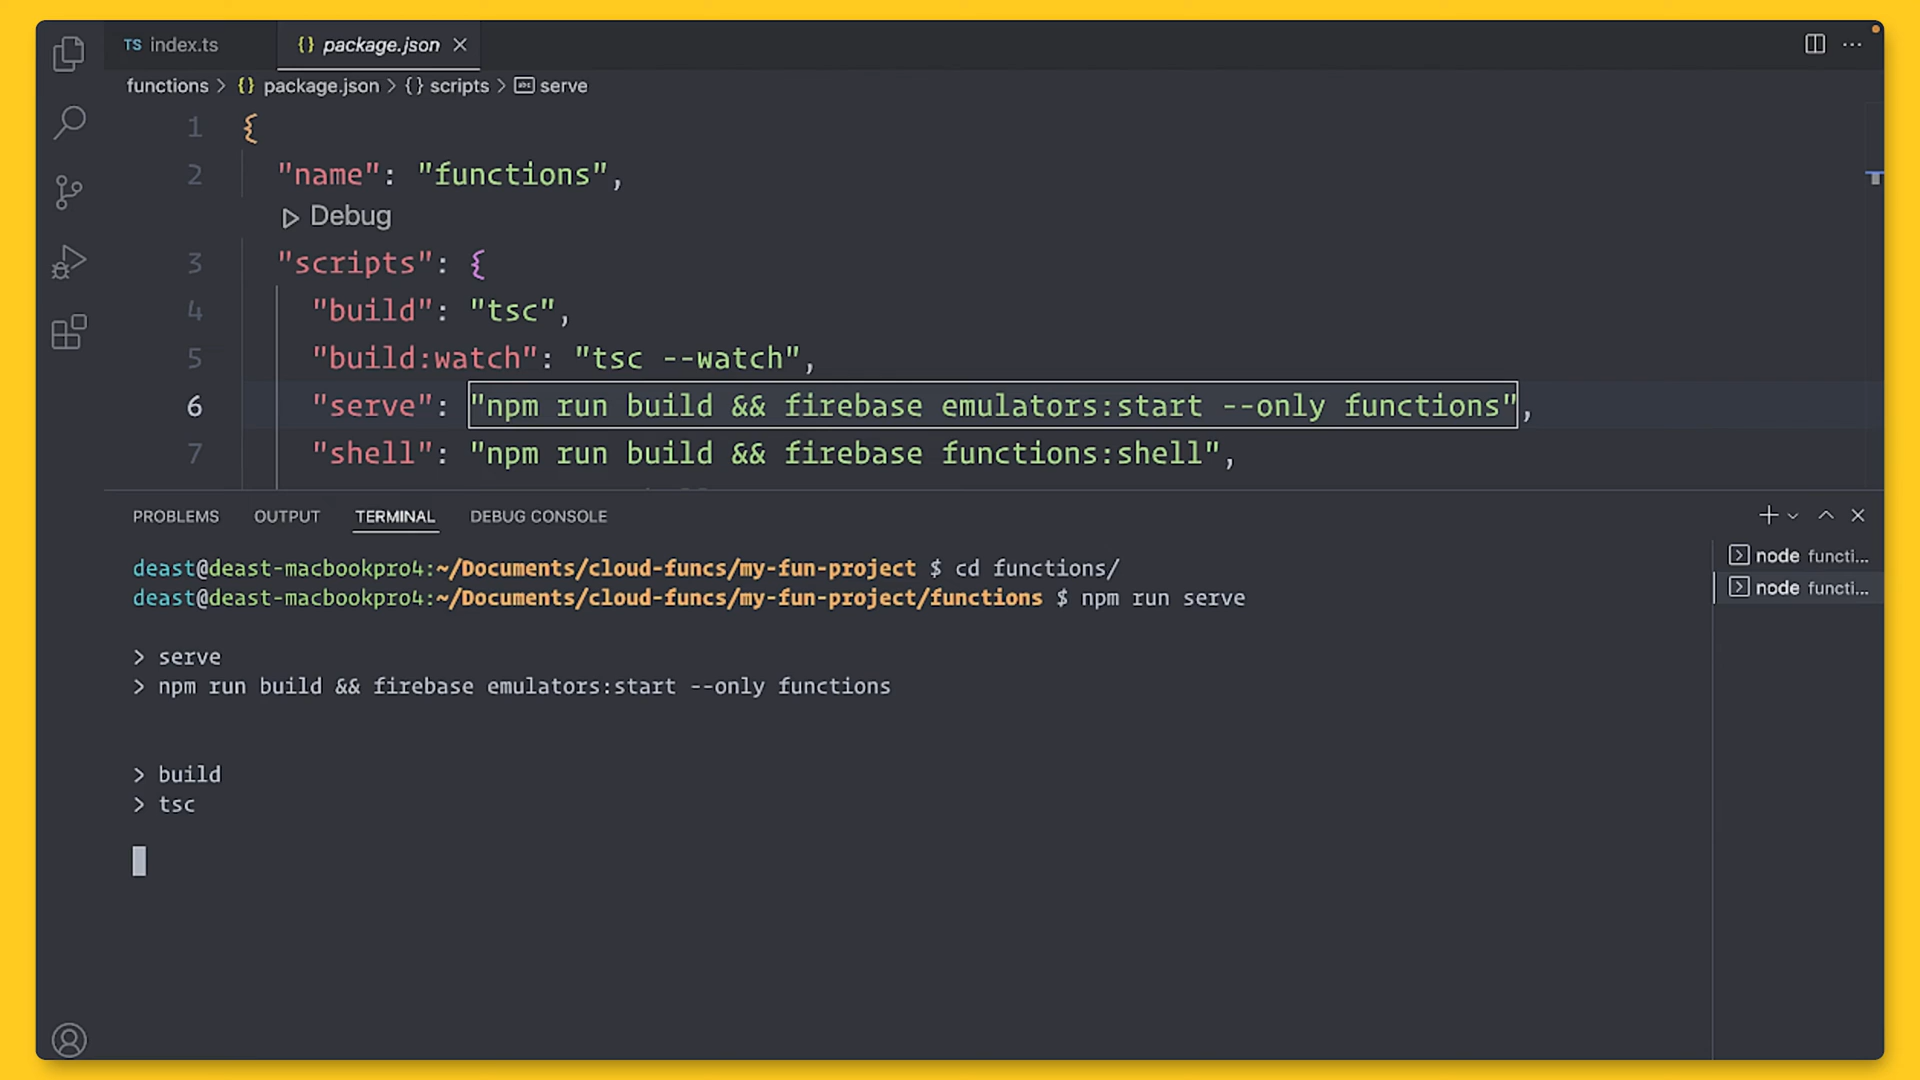 TS index.ts
{} package.json
functions > {} package.json > {} scripts > abc serve
1 {
2 "name": "functions",
Debug
3 "scripts": {
4 "build": "tsc",
5 "build:watch": "tsc --watch",
6 "serve": "npm run build && firebase emulators:start --only functions",
7 "shell": "npm run build && firebase functions:shell",
PROBLEMS OUTPUT TERMINAL DEBUG CONSOLE
deast@deast-macbookpro4:~/Documents/cloud-funcs/my-fun-project $ cd functions/
deast@deast-macbookpro4:~/Documents/cloud-funcs/my-fun-project/functions $ npm run serve
> serve
> npm run build && firebase emulators:start --only functions
> build
> tsc
node functi...
node functi...